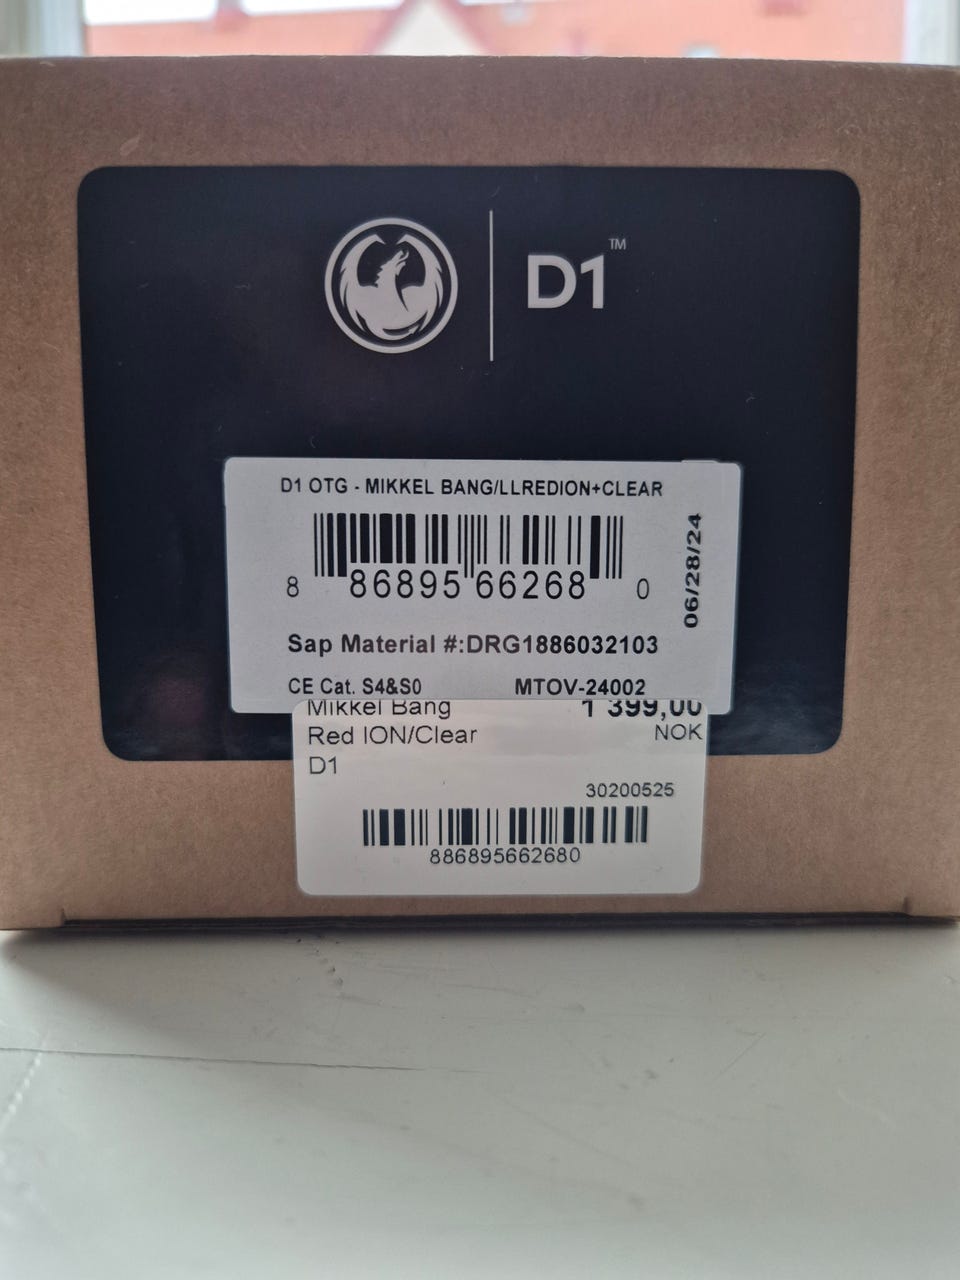 D1™
D1 OTG - MIKKEL BANG/LLREDION+CLEAR
8 86895 66268 0
06/28/24
Sap Material #:DRG1886032103
CE Cat. S4&S0 MTOV-24002
Mikkel Bang 1 399,00
Red ION/Clear NOK
D1
30200525
886895662680